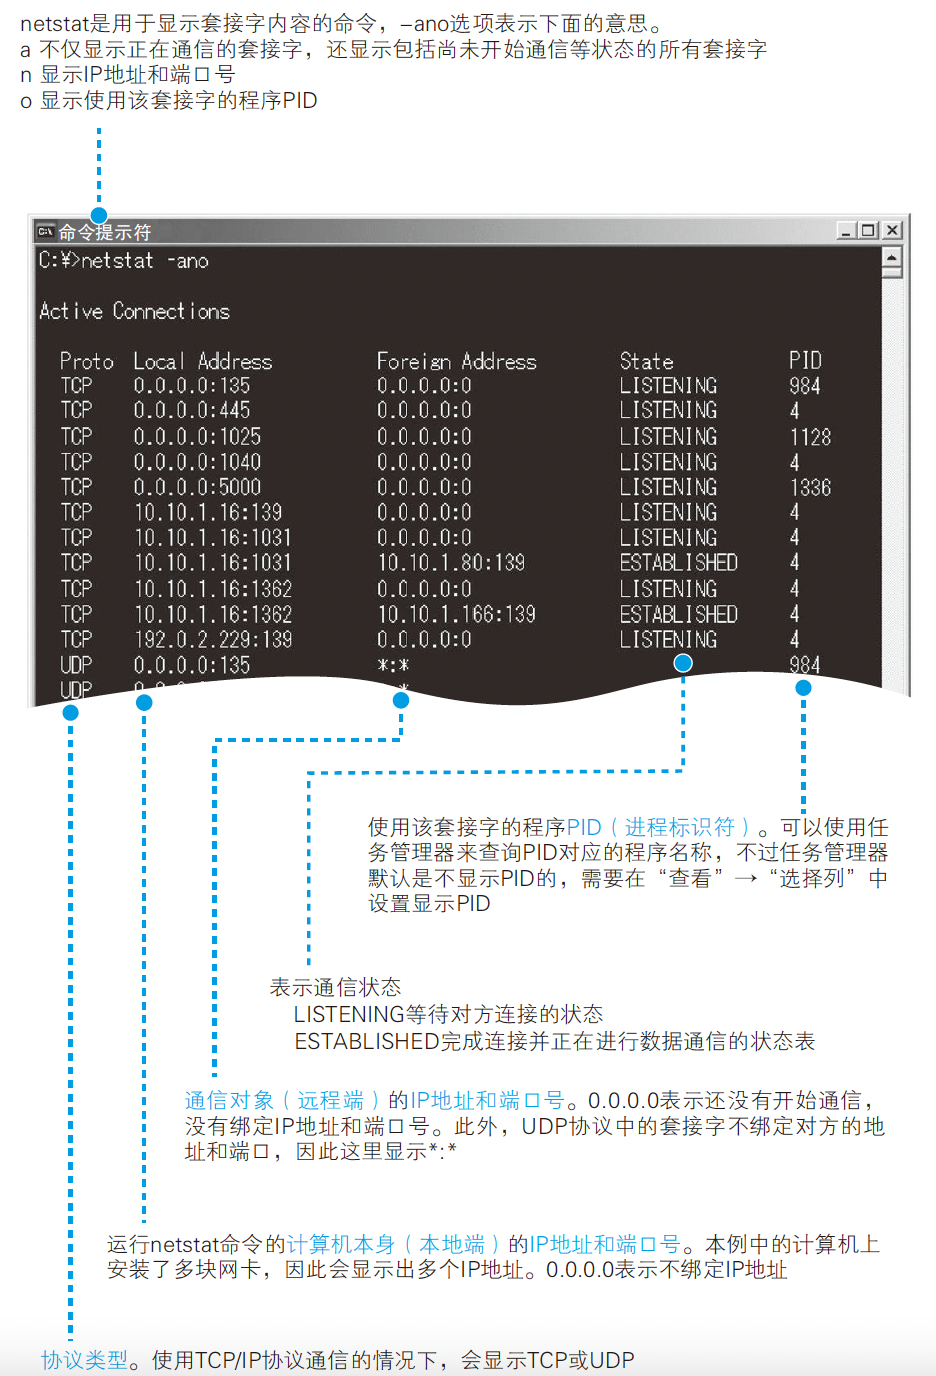 netstat是用于显示套接字内容的命令，–ano选项表示下面的意思。
a 不仅显示正在通信的套接字，还显示包括尚未开始通信等状态的所有套接字
n 显示IP地址和端口号
o 显示使用该套接字的程序PID
命令提示符
C:¥>netstat -ano
Active Connections
Proto Local Address Foreign Address State PID
TCP 0.0.0.0:135 0.0.0.0:0 LISTENING 984
TCP 0.0.0.0:445 0.0.0.0:0 LISTENING 4
TCP 0.0.0.0:1025 0.0.0.0:0 LISTENING 1128
TCP 0.0.0.0:1040 0.0.0.0:0 LISTENING 4
TCP 0.0.0.0:5000 0.0.0.0:0 LISTENING 1336
TCP 10.10.1.16:139 0.0.0.0:0 LISTENING 4
TCP 10.10.1.16:1031 0.0.0.0:0 LISTENING 4
TCP 10.10.1.16:1031 10.10.1.80:139 ESTABLISHED 4
TCP 10.10.1.16:1362 0.0.0.0:0 LISTENING 4
TCP 10.10.1.16:1362 10.10.1.166:139 ESTABLISHED 4
TCP 192.0.2.229:139 0.0.0.0:0 LISTENING 4
UDP 0.0.0.0:135 *:* 984
UDP
使用该套接字的程序PID（进程标识符）。可以使用任
务管理器来查询PID对应的程序名称，不过任务管理器
默认是不显示PID的，需要在“查看”→“选择列”中
设置显示PID
表示通信状态
LISTENING等待对方连接的状态
ESTABLISHED完成连接并正在进行数据通信的状态表
通信对象（远程端）的IP地址和端口号。0.0.0.0表示还没有开始通信，
没有绑定IP地址和端口号。此外，UDP协议中的套接字不绑定对方的地
址和端口，因此这里显示*:*
运行netstat命令的计算机本身（本地端）的IP地址和端口号。本例中的计算机上
安装了多块网卡，因此会显示出多个IP地址。0.0.0.0表示不绑定IP地址
协议类型。使用TCP/IP协议通信的情况下，会显示TCP或UDP